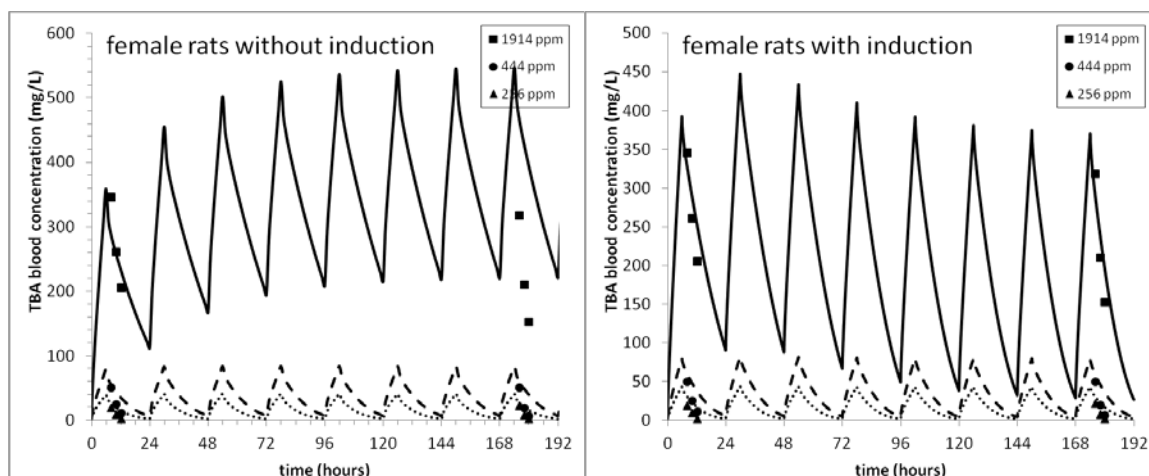 female rats without induction
1914 ppm
444 ppm
256 ppm
TBA blood concentration (mg/L)
600
500
400
300
200
100
0
0 24 48 72 96 120 144 168 192
time (hours)
female rats with induction
1914 ppm
444 ppm
256 ppm
TBA blood concentration (mg/L)
500
450
400
350
300
250
200
150
100
50
0
0 24 48 72 96 120 144 168 192
time (hours)